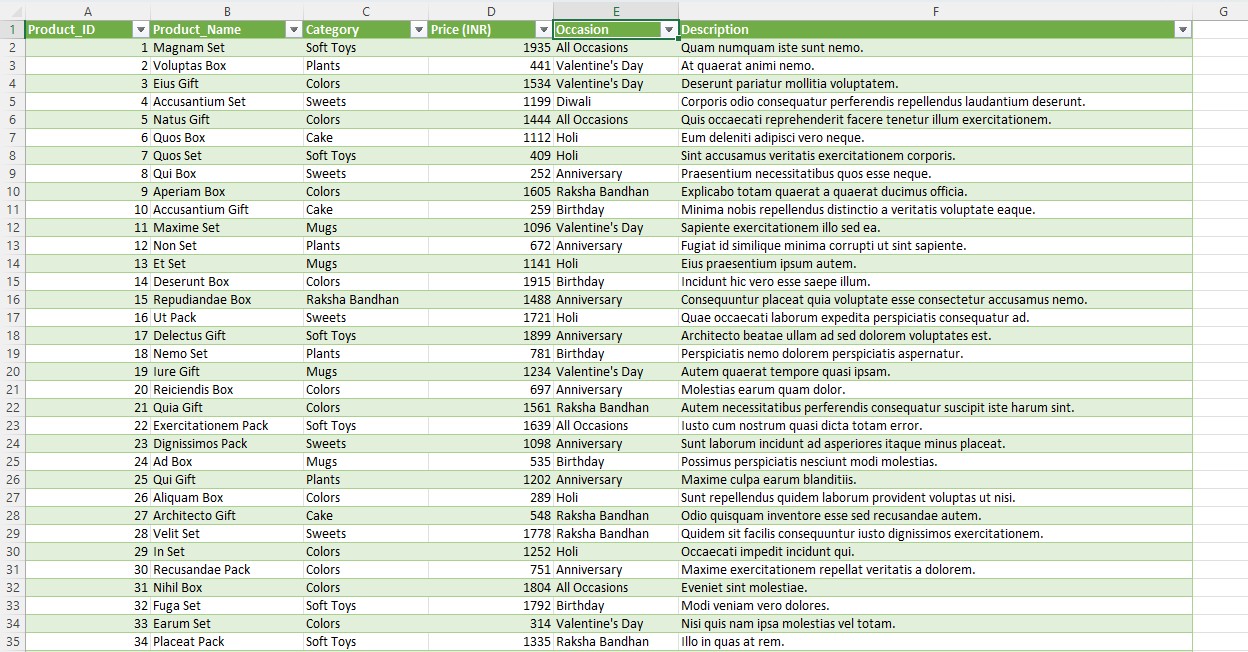 A B C D E F G
1 Product_ID Product_Name Category Price (INR) Occasion Description
2 1 Magnam Set Soft Toys 1935 All Occasions Quam numquam iste sunt nemo.
3 2 Voluptas Box Plants 441 Valentine's Day At quaerat animi nemo.
4 3 Eius Gift Colors 1534 Valentine's Day Deserunt pariatur mollitia voluptatem.
5 4 Accusantium Set Sweets 1199 Diwali Corporis odio consequatur perferendis repellendus laudantium deserunt.
6 5 Natus Gift Colors 1444 All Occasions Quis occaecati reprehenderit facere tenetur illum exercitationem.
7 6 Quos Box Cake 1112 Holi Eum deleniti adipisci vero neque.
8 7 Quos Set Soft Toys 409 Holi Sint accusamus veritatis exercitationem corporis.
9 8 Qui Box Sweets 252 Anniversary Praesentium necessitatibus quos esse neque.
10 9 Aperiam Box Colors 1605 Raksha Bandhan Explicabo totam quaerat a quaerat ducimus officia.
11 10 Accusantium Gift Cake 259 Birthday Minima nobis repellendus distinctio a veritatis voluptate eaque.
12 11 Maxime Set Mugs 1096 Valentine's Day Sapiente exercitationem illo sed ea.
13 12 Non Set Plants 672 Anniversary Fugiat id similique minima corrupti ut sint sapiente.
14 13 Et Set Mugs 1141 Holi Eius praesentium ipsum autem.
15 14 Deserunt Box Colors 1915 Birthday Incidunt hic vero esse saepe illum.
16 15 Repudiandae Box Raksha Bandhan 1488 Anniversary Consequuntur placeat quia voluptate esse consectetur accusamus nemo.
17 16 Ut Pack Sweets 1721 Holi Quae occaecati laborum expedita perspiciatis consequatur ad.
18 17 Delectus Gift Soft Toys 1899 Anniversary Architecto beatae ullam ad sed dolorem voluptates est.
19 18 Nemo Set Plants 781 Birthday Perspiciatis nemo dolorem perspiciatis aspernatur.
20 19 Iure Gift Mugs 1234 Valentine's Day Autem quaerat tempore quasi ipsam.
21 20 Reiciendis Box Colors 697 Anniversary Molestias earum quam dolor.
22 21 Quia Gift Colors 1561 Raksha Bandhan Autem necessitatibus perferendis consequatur suscipit iste harum sint.
23 22 Exercitationem Pack Soft Toys 1639 All Occasions Iusto cum nostrum quasi dicta totam error.
24 23 Dignissimos Pack Sweets 1098 Anniversary Sunt laborum incidunt ad asperiores itaque minus placeat.
25 24 Ad Box Mugs 535 Birthday Possimus perspiciatis nesciunt modi molestias.
26 25 Qui Gift Plants 1202 Anniversary Maxime culpa earum blanditiis.
27 26 Aliquam Box Colors 289 Holi Sunt repellendus quidem laborum provident voluptas ut nisi.
28 27 Architecto Gift Cake 548 Raksha Bandhan Odio quisquam inventore esse sed recusandae autem.
29 28 Velit Set Sweets 1778 Raksha Bandhan Quidem sit facilis consequuntur iusto dignissimos exercitationem.
30 29 In Set Colors 1252 Holi Occaecati impedit incidunt qui.
31 30 Recusandae Pack Colors 751 Anniversary Maxime exercitationem repellat veritatis a dolorem.
32 31 Nihil Box Colors 1804 All Occasions Eveniet sint molestiae.
33 32 Fuga Set Soft Toys 1792 Birthday Modi veniam vero dolores.
34 33 Earum Set Colors 314 Valentine's Day Nisi quis nam ipsa molestias vel totam.
35 34 Placeat Pack Soft Toys 1335 Raksha Bandhan Illo in quas at rem.